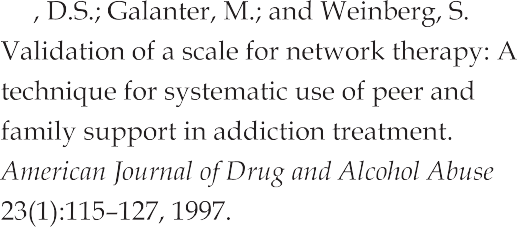 , D.S.; Galanter, M.; and Weinberg, S.
Validation of a scale for network therapy: A
technique for systematic use of peer and
family support in addiction treatment.
American Journal of Drug and Alcohol Abuse
23(1):115–127, 1997.